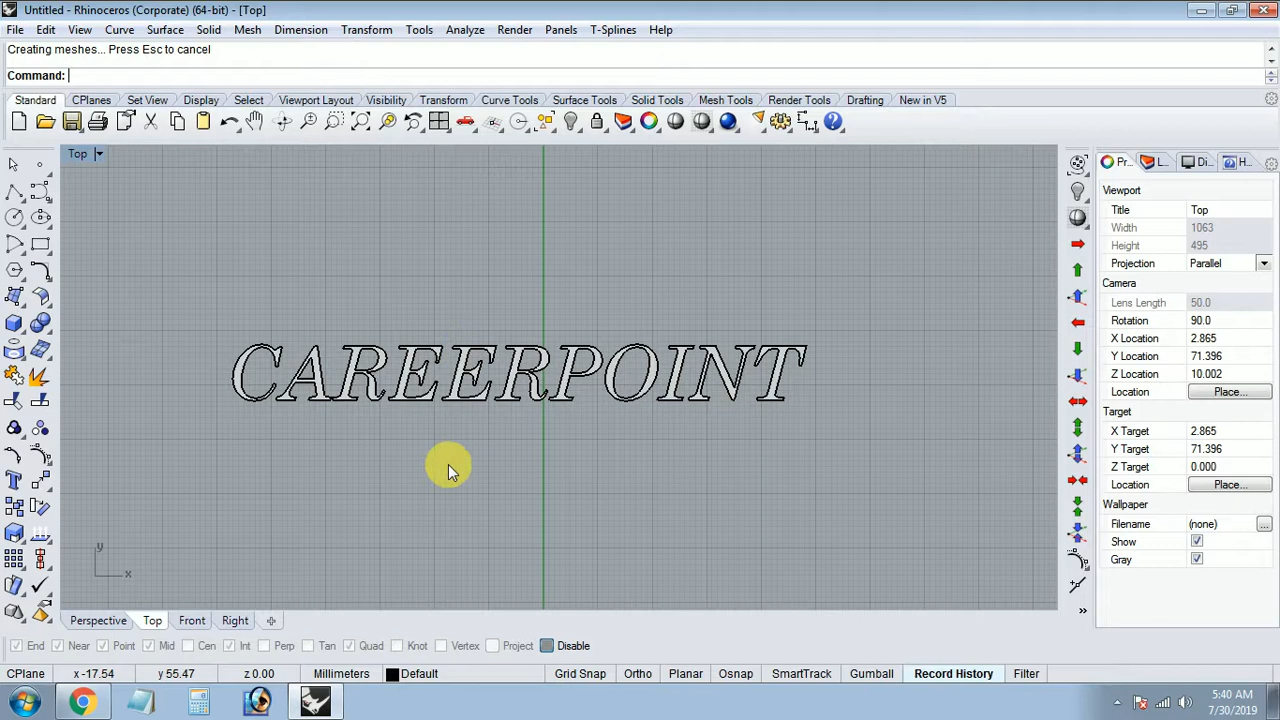 Untitled - Rhinoceros (Corporate) (64-bit) - [Top]
File Edit View Curve Surface Solid Mesh Dimension Transform Tools Analyze Render Panels T-Splines Help
Creating meshes... Press Esc to cancel
Command:
Standard CPlanes Set View Display Select Viewport Layout Visibility Transform Curve Tools Surface Tools Solid Tools Mesh Tools Render Tools Drafting New in V5
Top
Pr... L... Di... H...
Viewport
Title Top
Width 1063
Height 495
Projection Parallel
Camera
Lens Length 50.0
Rotation 90.0
X Location 2.865
Y Location 71.396
Z Location 10.002
Location Place...
Target
X Target 2.865
Y Target 71.396
Z Target 0.000
Location Place...
Wallpaper
Filename (none) ...
Show
Gray
CAREERPOINT
y
x
Perspective Top Front Right
End Near Point Mid Cen Int Perp Tan Quad Knot Vertex Project Disable
CPlane x -17.54 y 55.47 z 0.00 Millimeters Default Grid Snap Ortho Planar Osnap SmartTrack Gumball Record History Filter
5:40 AM
7/30/2019